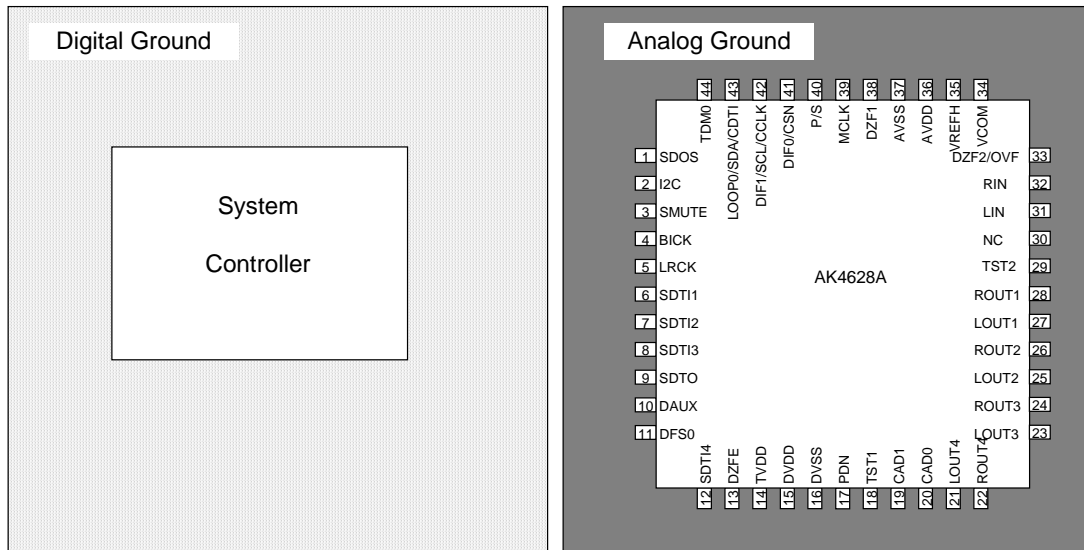 Digital Ground
System
Controller
Analog Ground
44 TDM0
43 LOOP0/SDA/CDTI
42 DIF1/SCL/CCLK
41 DIF0/CSN
40 P/S
39 MCLK
38 DZF1
37 AVSS
36 AVDD
35 VREFH
34 VCOM
1 SDOS
2 I2C
3 SMUTE
4 BICK
5 LRCK
6 SDTI1
7 SDTI2
8 SDTI3
9 SDTO
10 DAUX
11 DFS0
AK4628A
DZF2/OVF 33
RIN 32
LIN 31
NC 30
TST2 29
ROUT1 28
LOUT1 27
ROUT2 26
LOUT2 25
ROUT3 24
LOUT3 23
12 SDTI4
13 DZFE
14 TVDD
15 DVDD
16 DVSS
17 PDN
18 TST1
19 CAD1
20 CAD0
21 LOUT4
22 ROUT4